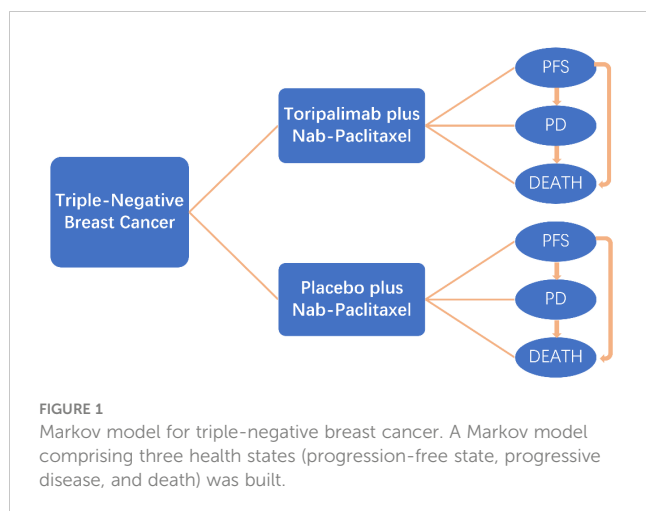 PFS
Toripalimab plus
Nab-Paclitaxel
PD
DEATH
Triple-Negative
Breast Cancer
PFS
Placebo plus
Nab-Paclitaxel
PD
DEATH
FIGURE 1
Markov model for triple-negative breast cancer. A Markov model
comprising three health states (progression-free state, progressive
disease, and death) was built.